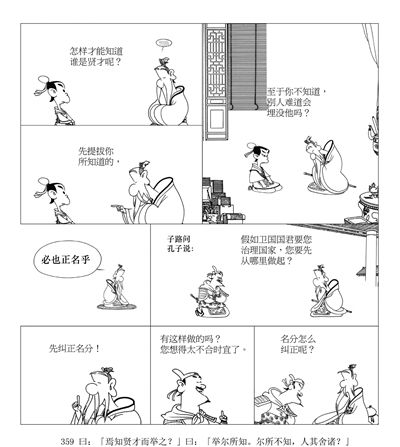 怎样才能知道
谁是贤才呢？
先提拔你
所知道的，
至于你不知道，
别人难道会
埋没他吗？
必也正名乎
子路问
孔子说：
假如卫国国君要您
治理国家，您要先
从哪里做起？
先纠正名分！
有这样做的吗？
您想得太不合时宜了。
名分怎么
纠正呢？
359 曰：「焉知贤才而举之？」曰：「举尔所知。尔所不知，人其舍诸？」